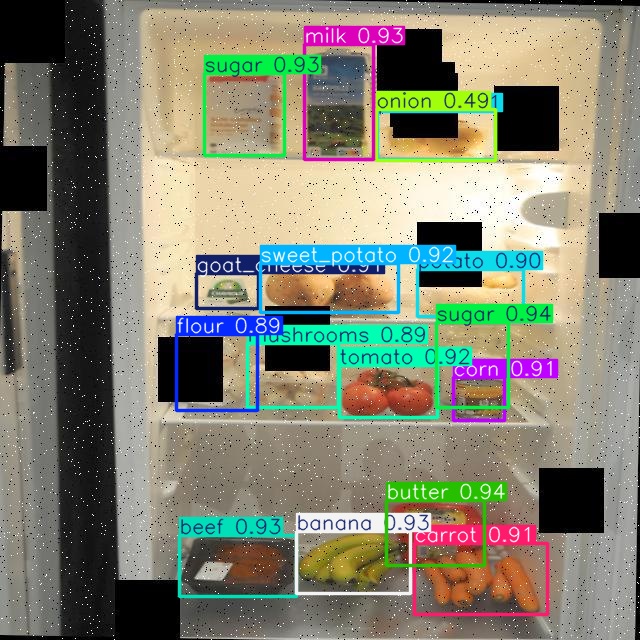 milk 0.93
sugar 0.93
onion 0.491
sweet_potato 0.92
goat_cheese 0.91
potato 0.90
sugar 0.94
flour 0.89
mushrooms 0.89
tomato 0.92
corn 0.91
butter 0.94
beef 0.93
banana 0.93
carrot 0.91